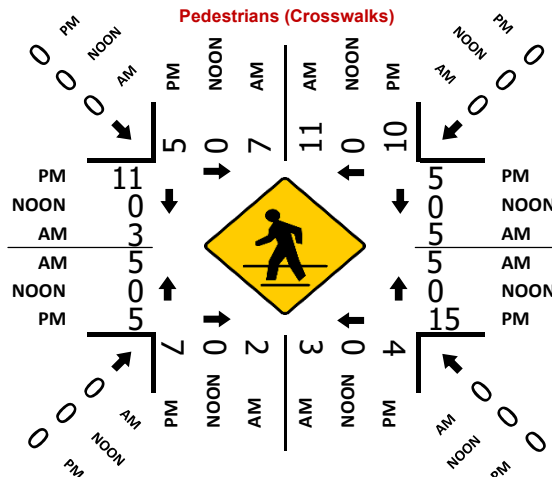 Pedestrians (Crosswalks)
0 PM
0 NOON
0 AM
PM NOON AM AM NOON PM
5 0 7 11 0 10
PM 0
NOON 0
AM 0
PM 11 5 PM
NOON 0 0 NOON
AM 3 5 AM
AM 5 5 AM
NOON 0 0 NOON
PM 5 15 PM
7 0 2 3 0 4
PM NOON AM AM NOON PM
0 AM
0 NOON
0 PM
AM 0
NOON 0
PM 0